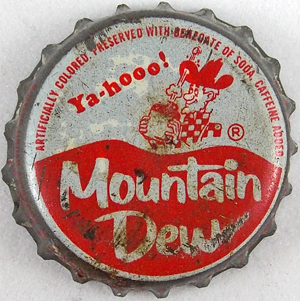 ARTIFICIALLY COLORED. PRESERVED WITH BENZOATE OF SODA. CAFFEINE ADDED.
Ya-hooo!
®
Mountain
Dew